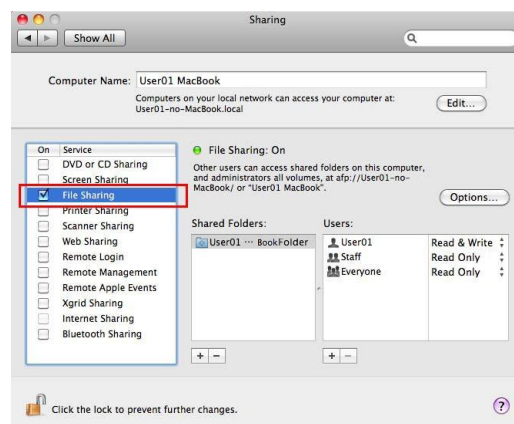 Sharing
Show All
Computer Name: User01 MacBook
Computers on your local network can access your computer at:
User01-no-MacBook.local
Edit...
On Service
DVD or CD Sharing
Screen Sharing
File Sharing
Printer Sharing
Scanner Sharing
Web Sharing
Remote Login
Remote Management
Remote Apple Events
Xgrid Sharing
Internet Sharing
Bluetooth Sharing
File Sharing: On
Other users can access shared folders on this computer,
and administrators all volumes, at afp://User01-no-
MacBook/ or "User01 MacBook".
Options...
Shared Folders:
User01 ··· BookFolder
Users:
User01 Read & Write
Staff Read Only
Everyone Read Only
+ −
+ −
Click the lock to prevent further changes.
?